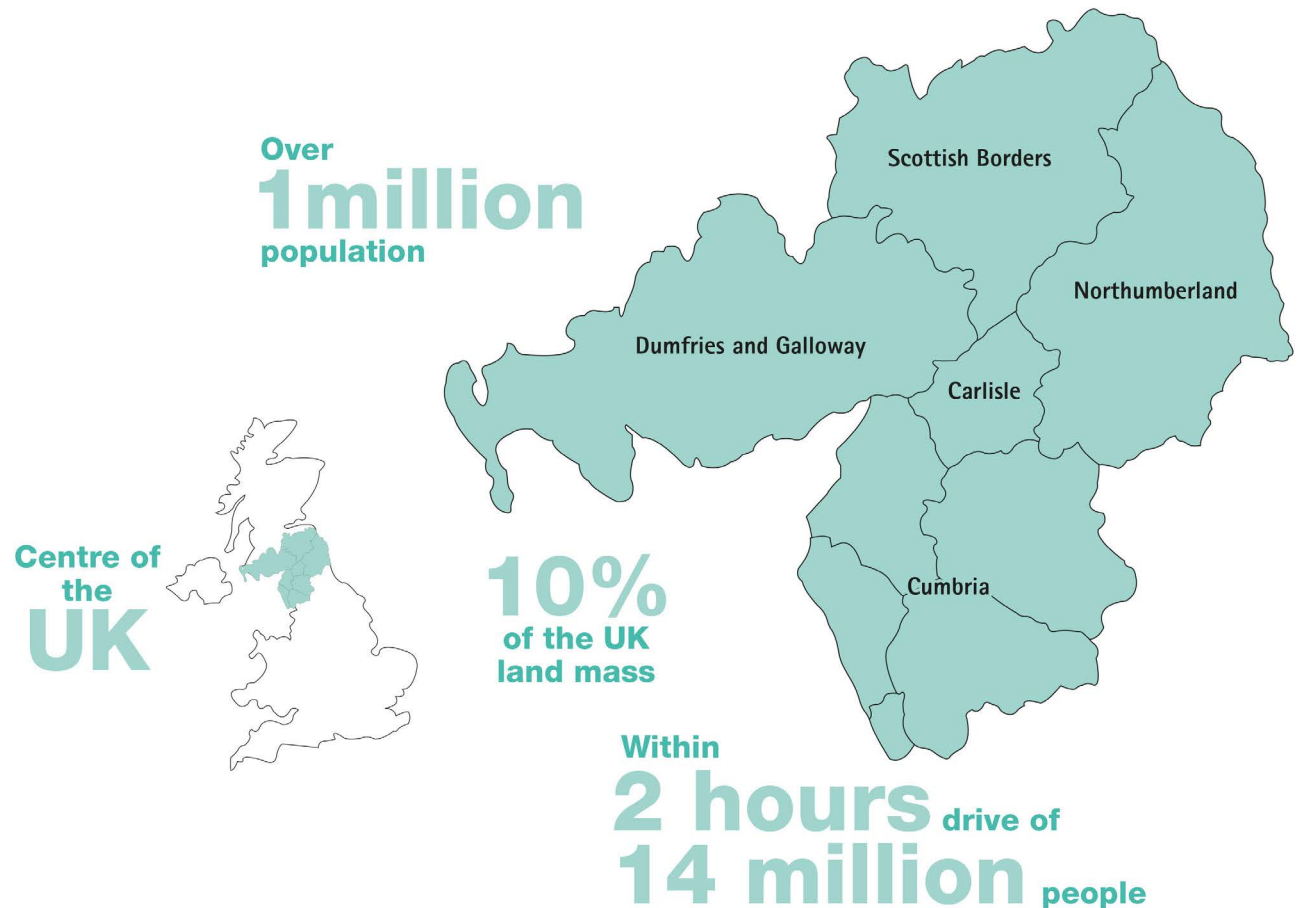 Over
1million
population
Scottish Borders
Northumberland
Dumfries and Galloway
Carlisle
Centre of
the
UK
10%
of the UK
land mass
Cumbria
Within
2 hours drive of
14 million people